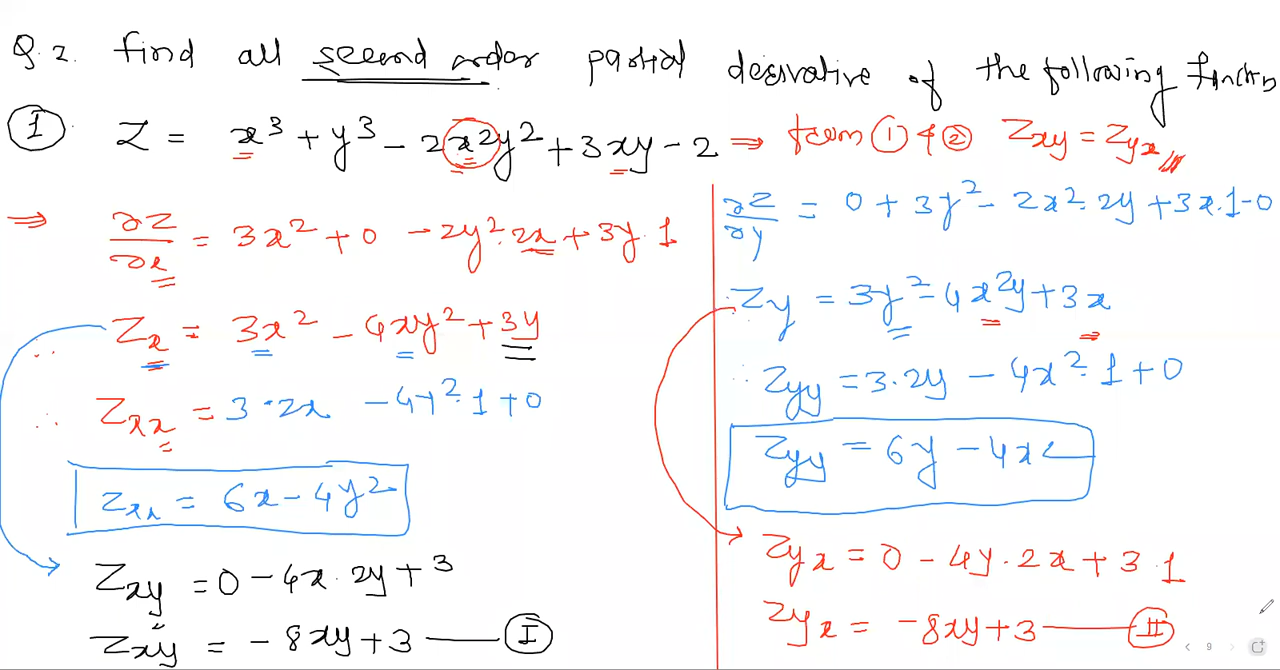 Q.2. find all second order partial derivative of the following function
(I) Z = x³ + y³ - 2x²y² + 3xy - 2 ⇒ from ① & ② Zxy = Zyx //
⇒ ∂Z/∂x = 3x² + 0 - 2y²·2x + 3y·1
∴ Zx = 3x² - 4xy² + 3y
∴ Zxx = 3·2x - 4y²·1 + 0
Zxx = 6x - 4y²
Zxy = 0 - 4x·2y + 3
Zxy = -8xy + 3 —— (I)
∂Z/∂y = 0 + 3y² - 2x²·2y + 3x·1 - 0
∴ Zy = 3y² - 4x²y + 3x
∴ Zyy = 3·2y - 4x²·1 + 0
Zyy = 6y - 4x²
Zyx = 0 - 4y·2x + 3·1
Zyx = -8xy + 3 —— (II)
9